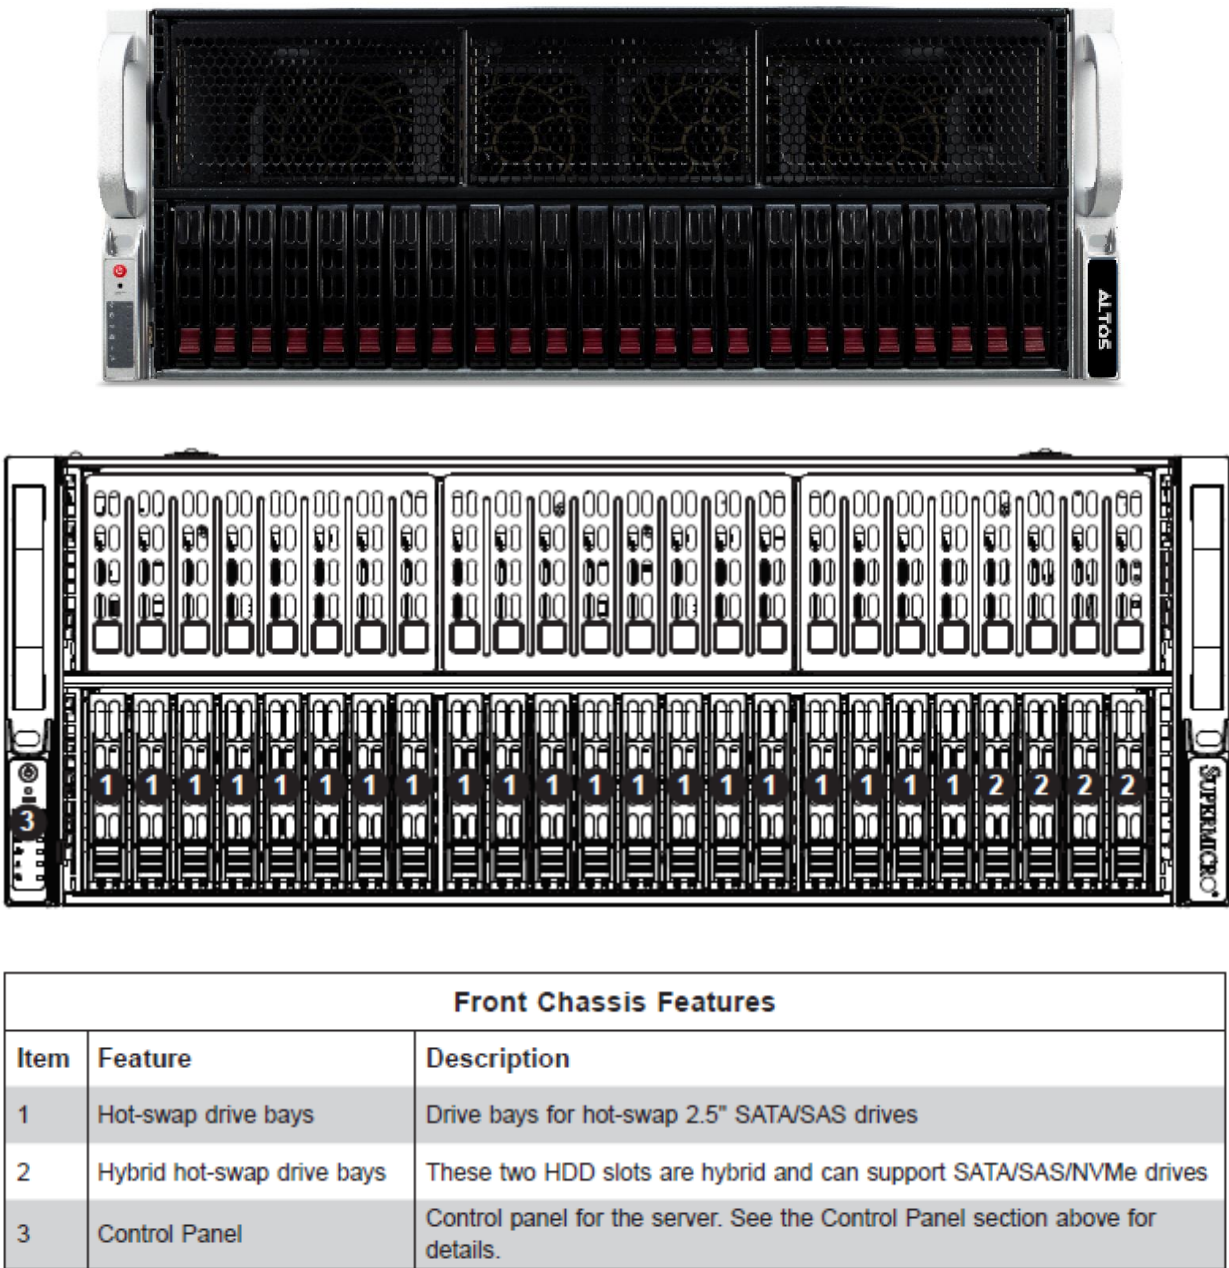 ALTOS
1 1 1 1 1 1 1 1 1 1 1 1 1 1 1 1 1 1 1 1 2 2 2 2
3
SUPERMICRO
Front Chassis Features
Item Feature Description
1 Hot-swap drive bays Drive bays for hot-swap 2.5" SATA/SAS drives
2 Hybrid hot-swap drive bays These two HDD slots are hybrid and can support SATA/SAS/NVMe drives
3 Control Panel Control panel for the server. See the Control Panel section above for
details.